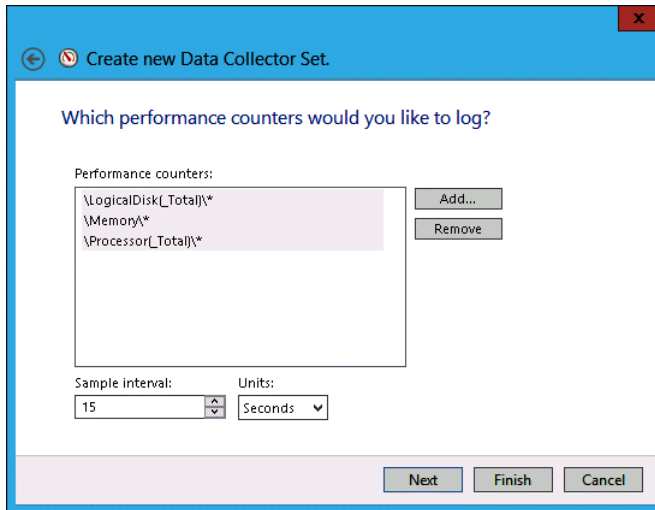 x
Create new Data Collector Set.
Which performance counters would you like to log?
Performance counters:
\LogicalDisk(_Total)\*
\Memory\*
\Processor(_Total)\*
Add...
Remove
Sample interval:
Units:
15
Seconds
Next
Finish
Cancel